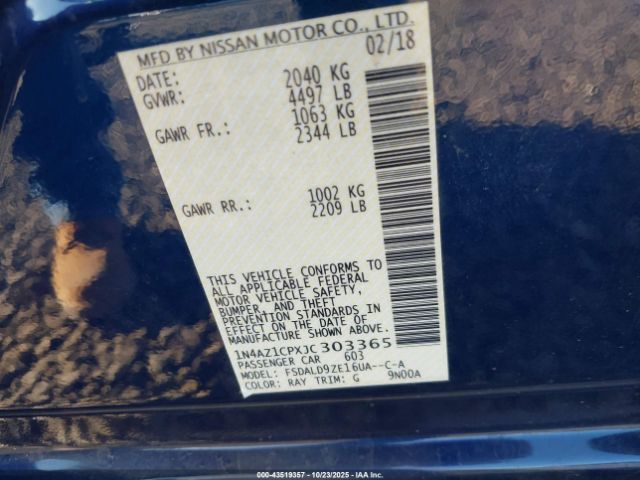 MFD BY NISSAN MOTOR CO., LTD.
DATE: 02/18
GVWR: 2040 KG
4497 LB
GAWR FR.: 1063 KG
2344 LB
GAWR RR.: 1002 KG
2209 LB
THIS VEHICLE CONFORMS TO
ALL APPLICABLE FEDERAL
MOTOR VEHICLE SAFETY,
BUMPER, AND THEFT
PREVENTION STANDARDS IN
EFFECT ON THE DATE OF
MANUFACTURE SHOWN ABOVE.
1N4AZ1CPXJC303365
PASSENGER CAR 603
MODEL: FSDALD9ZE16UA--C-A
COLOR: RAY TRIM: G 9N00A
000-43519357 - 10/23/2025 - IAA Inc.